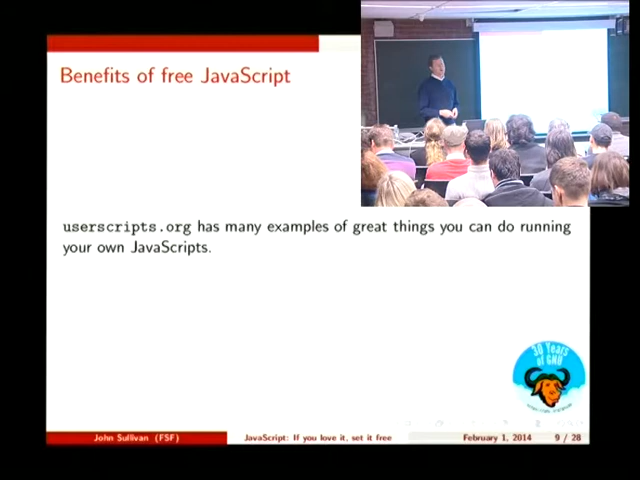 Benefits of free JavaScript
userscripts.org has many examples of great things you can do running
your own JavaScripts.
30 Years
of GNU
John Sullivan (FSF)
JavaScript: If you love it, set it free
February 1, 2014
9 / 28